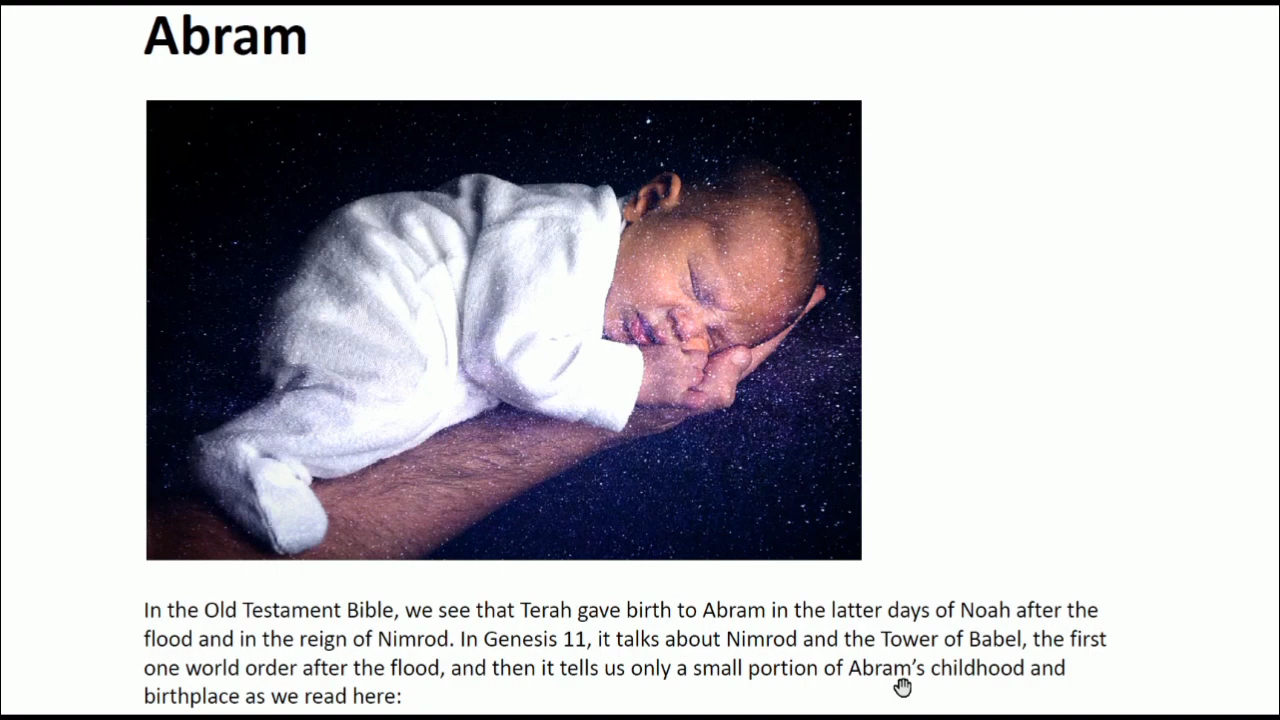 Abram
In the Old Testament Bible, we see that Terah gave birth to Abram in the latter days of Noah after the
flood and in the reign of Nimrod. In Genesis 11, it talks about Nimrod and the Tower of Babel, the first
one world order after the flood, and then it tells us only a small portion of Abram’s childhood and
birthplace as we read here: